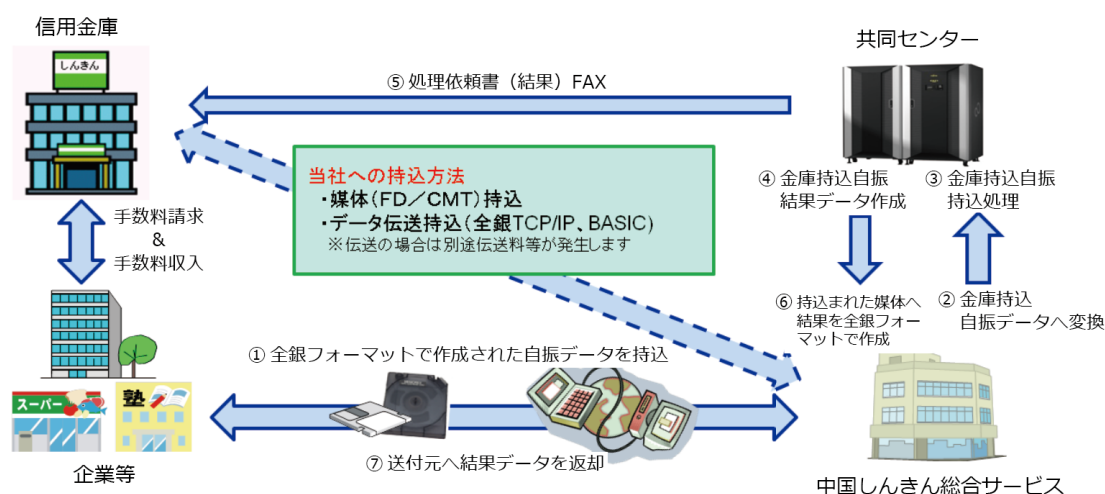 信用金庫
しんきん
共同センター
⑤ 処理依頼書（結果）FAX
当社への持込方法
・媒体（FD／CMT）持込
・データ伝送持込（全銀TCP/IP、BASIC）
※伝送の場合は別途伝送料等が発生します
手数料請求
&
手数料収入
④ 金庫持込自振
結果データ作成
③ 金庫持込自振
持込処理
⑥ 持込まれた媒体へ
結果を全銀フォー
マットで作成
② 金庫持込
自振データへ変換
① 全銀フォーマットで作成された自振データを持込
スーパー
塾
⑦ 送付元へ結果データを返却
企業等
中国しんきん総合サービス